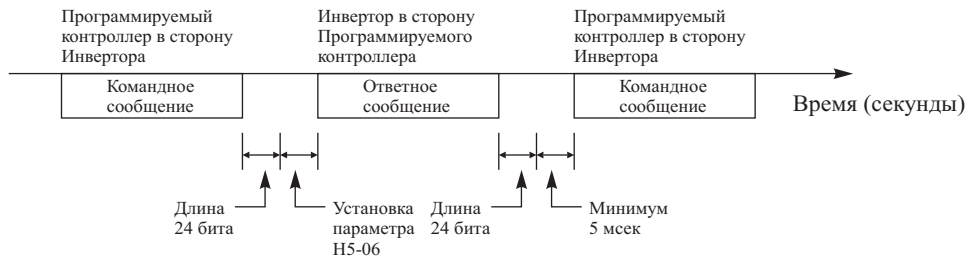 Программируемый
контроллер в сторону
Инвертора
Инвертор в сторону
Программируемого
контроллера
Программируемый
контроллер в сторону
Инвертора
Командное
сообщение
Ответное
сообщение
Командное
сообщение
Время (секунды)
Длина
24 бита
Установка
параметра
H5-06
Длина
24 бита
Минимум
5 мсек